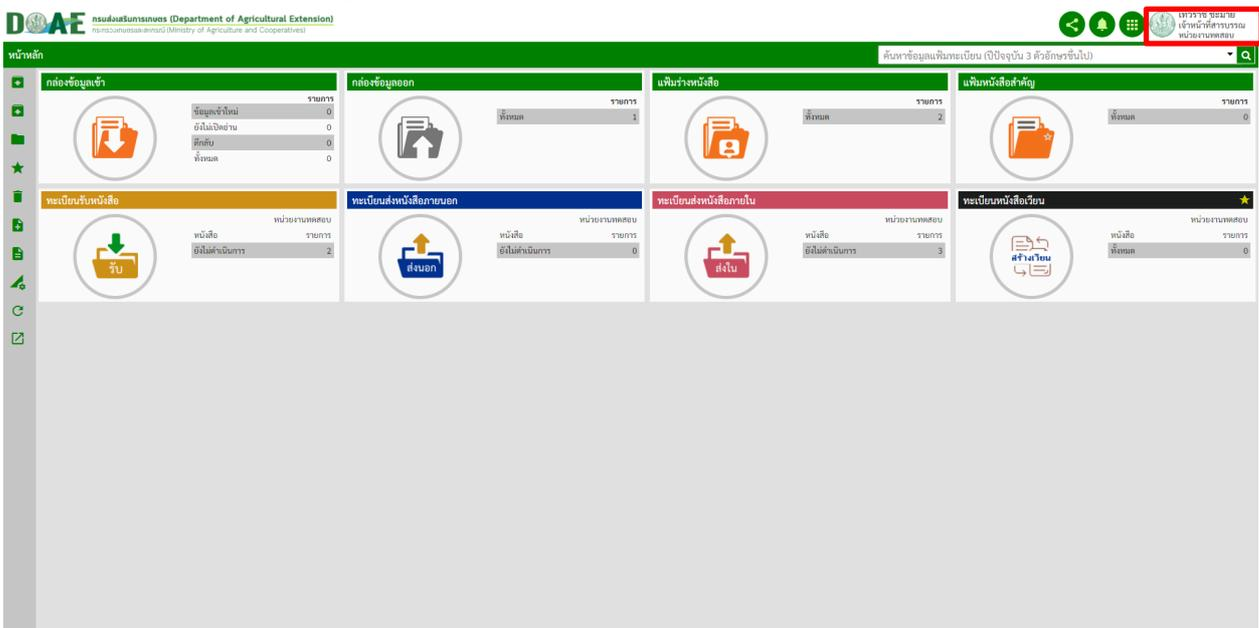 DOAE
กรมส่งเสริมการเกษตร (Department of Agricultural Extension)
กระทรวงเกษตรและสหกรณ์ (Ministry of Agriculture and Cooperatives)
เจ้าหน้าที่สารบรรณ
หน่วยงานทดสอบ
หน้าหลัก
ค้นหาข้อมูลแฟ้มทะเบียน (ปีปัจจุบัน 3 ตัวอักษรขึ้นไป)
กล่องข้อมูลเข้า
รายการ
ข้อมูลเข้าใหม่ 0
ยังไม่เปิดอ่าน 0
ตีกลับ 0
ทั้งหมด 0
กล่องข้อมูลออก
รายการ
ทั้งหมด 1
แฟ้มร่างหนังสือ
รายการ
ทั้งหมด 2
แฟ้มหนังสือสำคัญ
รายการ
ทั้งหมด 0
ทะเบียนรับหนังสือ
หน่วยงานทดสอบ
หนังสือ รายการ
ยังไม่ดำเนินการ 2
รับ
ทะเบียนส่งหนังสือภายนอก
หน่วยงานทดสอบ
หนังสือ รายการ
ยังไม่ดำเนินการ 0
ส่งนอก
ทะเบียนส่งหนังสือภายใน
หน่วยงานทดสอบ
หนังสือ รายการ
ยังไม่ดำเนินการ 3
ส่งใน
ทะเบียนหนังสือเวียน
หน่วยงานทดสอบ
หนังสือ รายการ
ทั้งหมด 0
สร้างเวียน